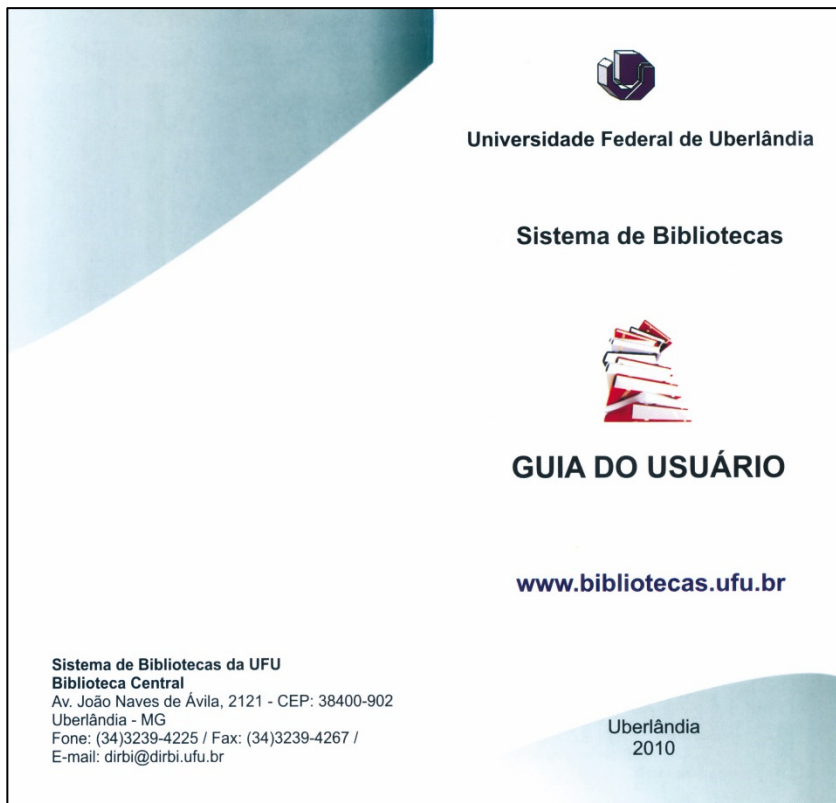 Universidade Federal de Uberlândia
Sistema de Bibliotecas
GUIA DO USUÁRIO
www.bibliotecas.ufu.br
Uberlândia
2010
Sistema de Bibliotecas da UFU
Biblioteca Central
Av. João Naves de Ávila, 2121 - CEP: 38400-902
Uberlândia - MG
Fone: (34)3239-4225 / Fax: (34)3239-4267 /
E-mail: dirbi@dirbi.ufu.br